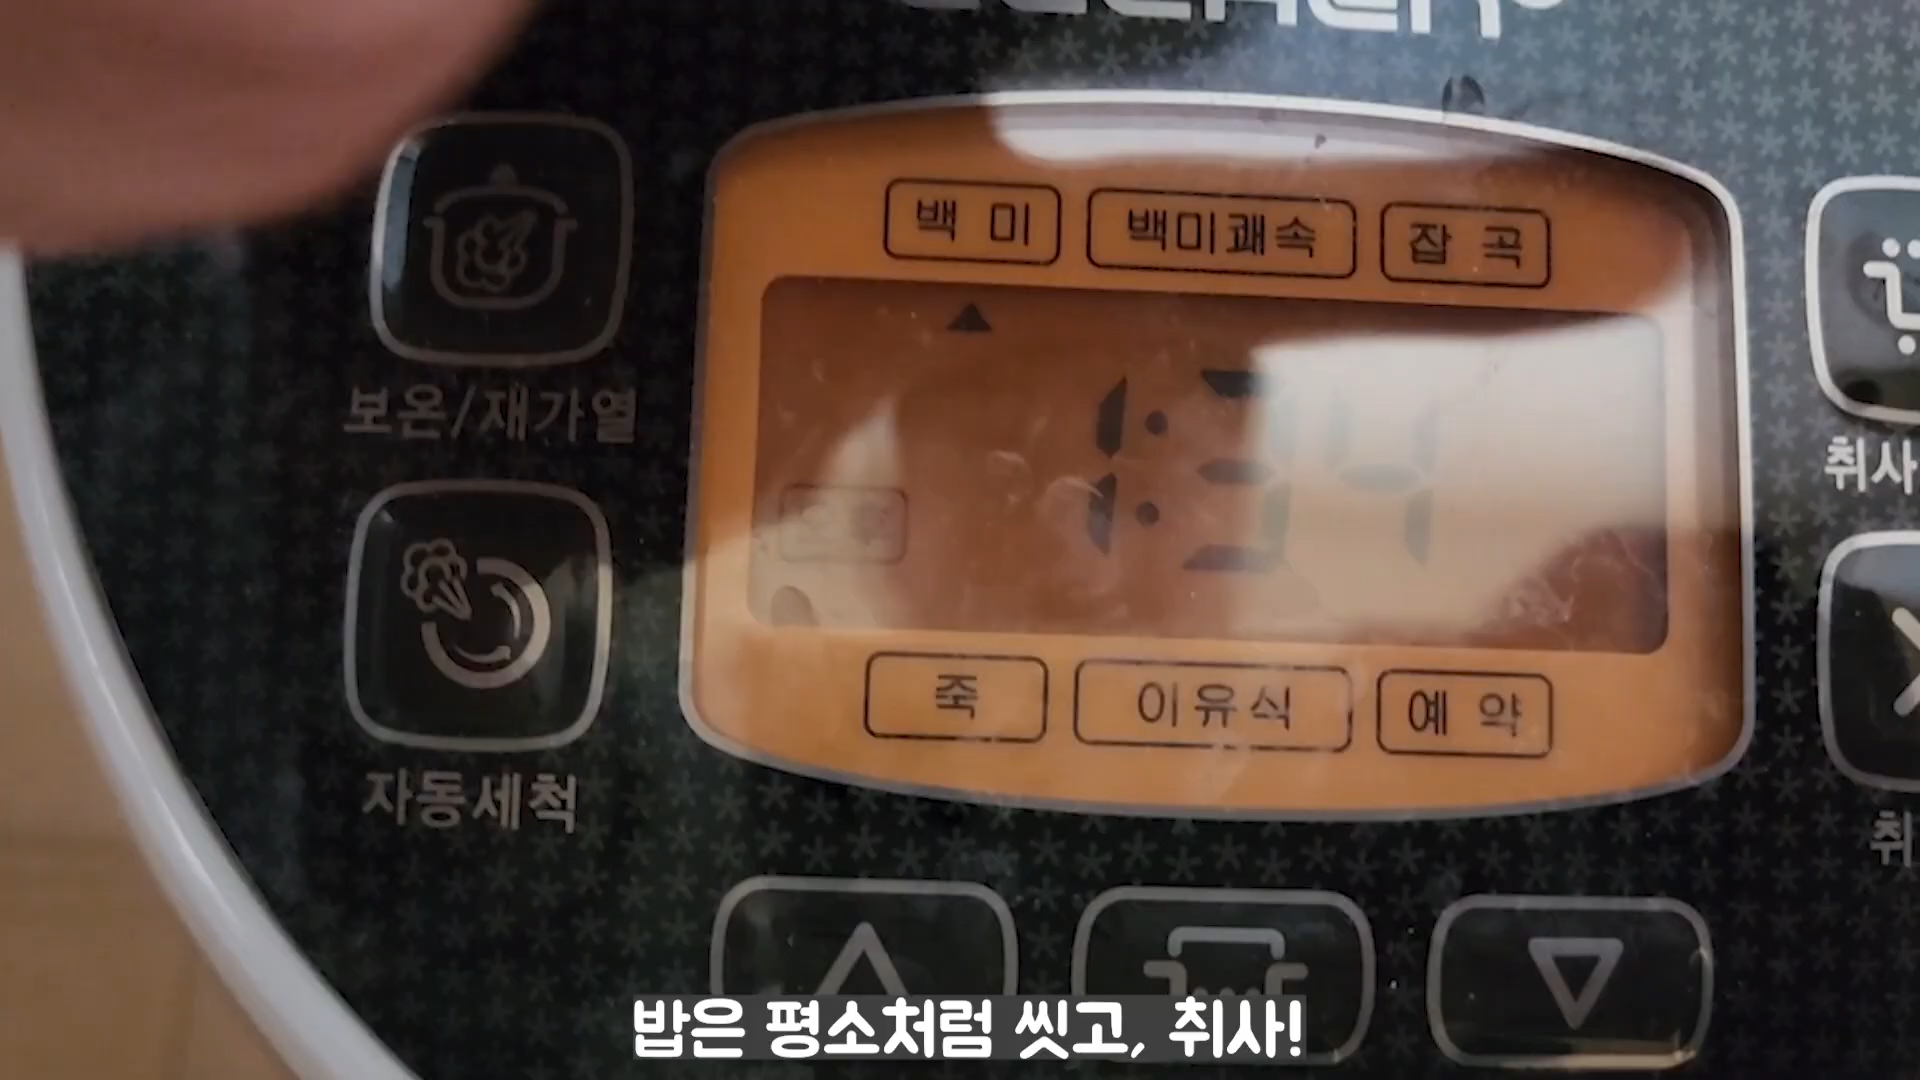 백 미 백미쾌속 잡 곡
보온/재가열
1:34
취사
자동세척
죽 이유식 예 약
취
밥은 평소처럼 씻고, 취사!